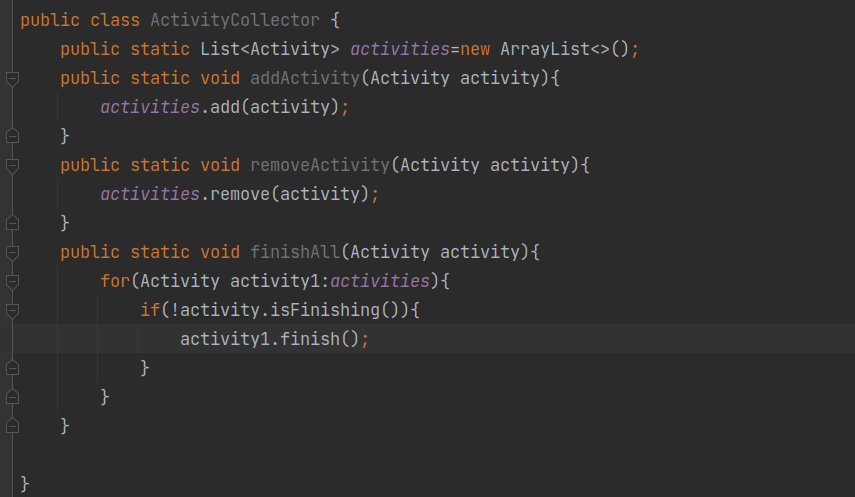 public class ActivityCollector {
    public static List<Activity> activities=new ArrayList<>();
    public static void addActivity(Activity activity){
        activities.add(activity);
    }
    public static void removeActivity(Activity activity){
        activities.remove(activity);
    }
    public static void finishAll(Activity activity){
        for(Activity activity1:activities){
            if(!activity.isFinishing()){
                activity1.finish();
            }
        }
    }

}